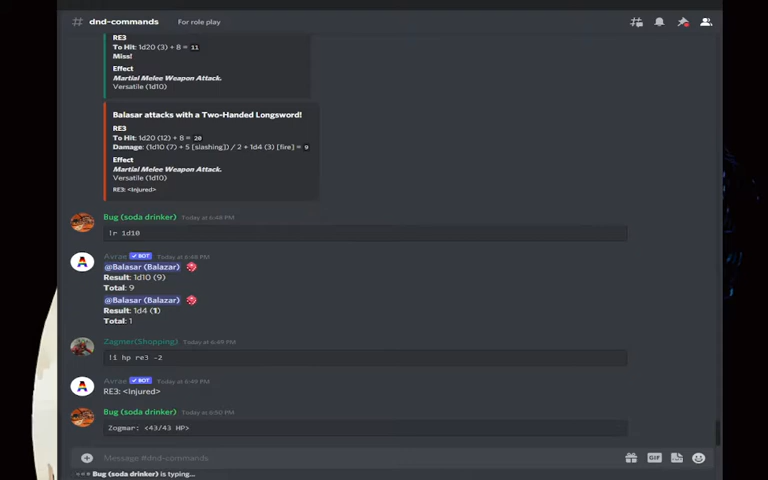 # dnd-commands For role play
RE3
To Hit: 1d20 (3) + 8 = 11
Miss!
Effect
Martial Melee Weapon Attack.
Versatile (1d10)
Balasar attacks with a Two-Handed Longsword!
RE3
To Hit: 1d20 (12) + 8 = 20
Damage: (1d10 (7) + 5 [slashing]) / 2 + 1d4 (3) [fire] = 9
Effect
Martial Melee Weapon Attack.
Versatile (1d10)
RE3: <Injured>
Bug (soda drinker) Today at 6:48 PM
!r 1d10
Avrae BOT Today at 6:48 PM
@Balasar (Balazar)
Result: 1d10 (9)
Total: 9
@Balasar (Balazar)
Result: 1d4 (1)
Total: 1
Zagmer(Shopping) Today at 6:49 PM
!i hp re3 -2
Avrae BOT Today at 6:49 PM
RE3: <Injured>
Bug (soda drinker) Today at 6:50 PM
Zogmar: <43/43 HP>
Message #dnd-commands GIF
Bug (soda drinker) is typing...